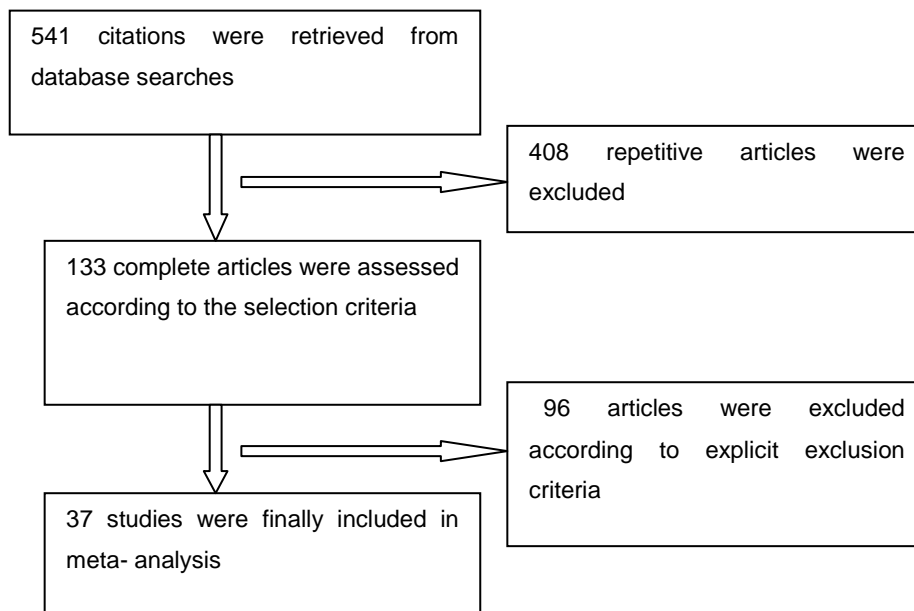 541 citations were retrieved from
database searches
408 repetitive articles were
excluded
133 complete articles were assessed
according to the selection criteria
96 articles were excluded
according to explicit exclusion
criteria
37 studies were finally included in
meta- analysis